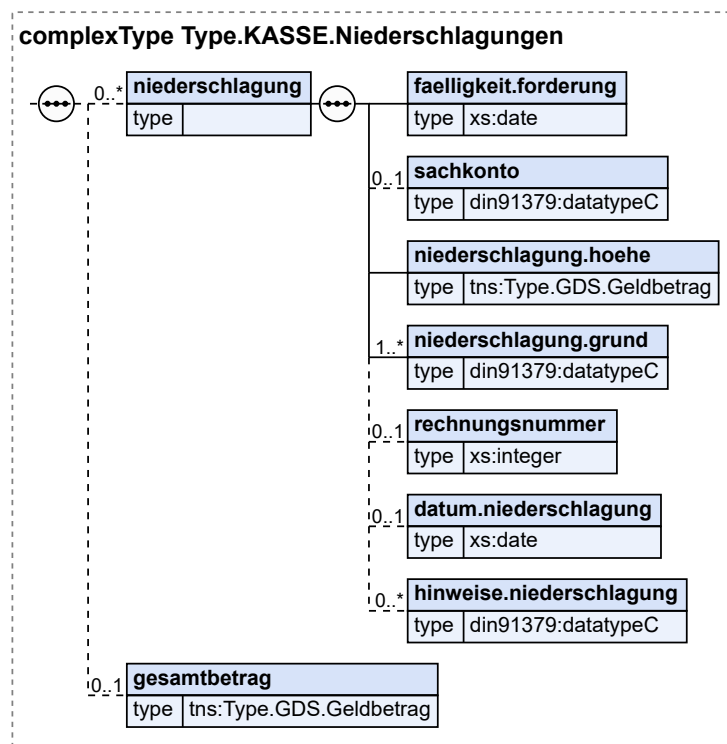 complexType Type.KASSE.Niederschlagungen
0..* niederschlagung
type
faelligkeit.forderung
type xs:date
0..1 sachkonto
type din91379:datatypeC
niederschlagung.hoehe
type tns:Type.GDS.Geldbetrag
1..* niederschlagung.grund
type din91379:datatypeC
0..1 rechnungsnummer
type xs:integer
0..1 datum.niederschlagung
type xs:date
0..* hinweise.niederschlagung
type din91379:datatypeC
0..1 gesamtbetrag
type tns:Type.GDS.Geldbetrag